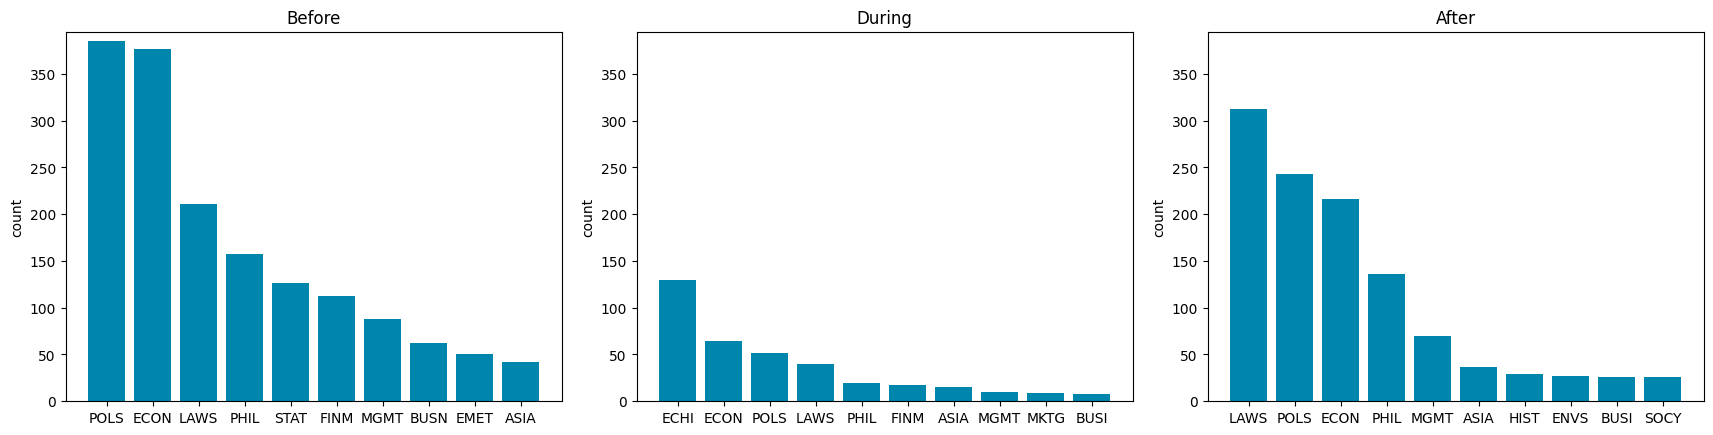 Before
During
After
count
350
300
250
200
150
100
50
0
POLS ECON LAWS PHIL STAT FINM MGMT BUSN EMET ASIA
count
350
300
250
200
150
100
50
0
ECHI ECON POLS LAWS PHIL FINM ASIA MGMT MKTG BUSI
count
350
300
250
200
150
100
50
0
LAWS POLS ECON PHIL MGMT ASIA HIST ENVS BUSI SOCY